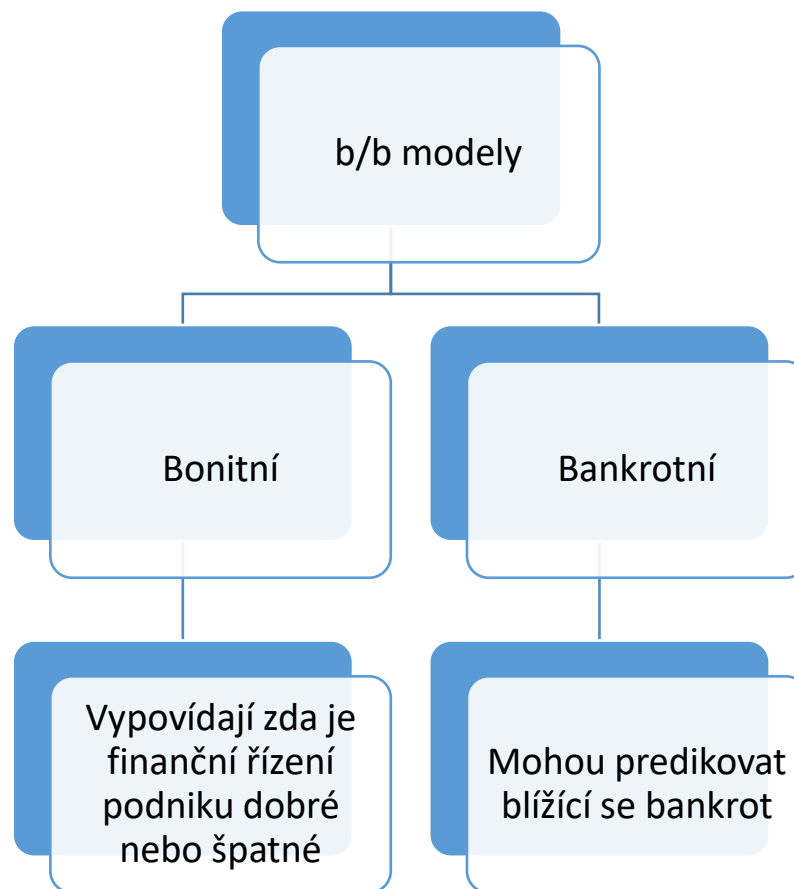 b/b modely
Bonitní
Bankrotní
Vypovídají zda je
finanční řízení
podniku dobré
nebo špatné
Mohou predikovat
blížící se bankrot